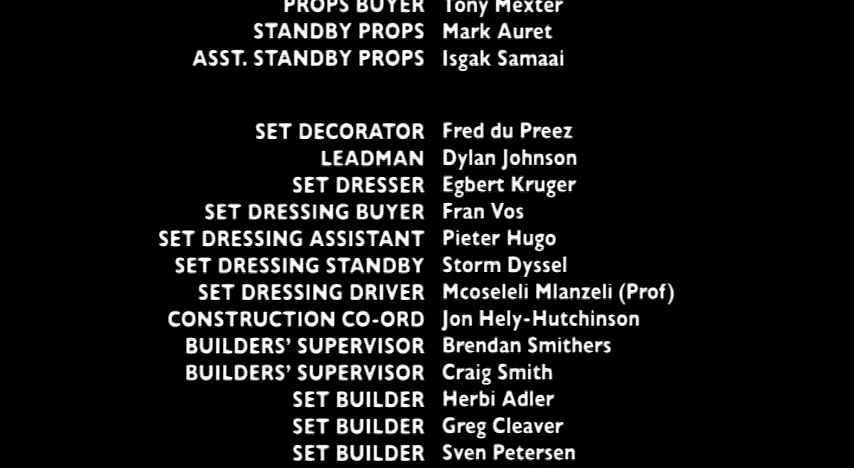 PROPS BUYER Tony Mexter
STANDBY PROPS Mark Auret
ASST. STANDBY PROPS Isgak Samaai
SET DECORATOR Fred du Preez
LEADMAN Dylan Johnson
SET DRESSER Egbert Kruger
SET DRESSING BUYER Fran Vos
SET DRESSING ASSISTANT Pieter Hugo
SET DRESSING STANDBY Storm Dyssel
SET DRESSING DRIVER Mcoseleli Mlanzeli (Prof)
CONSTRUCTION CO-ORD Jon Hely-Hutchinson
BUILDERS’ SUPERVISOR Brendan Smithers
BUILDERS’ SUPERVISOR Craig Smith
SET BUILDER Herbi Adler
SET BUILDER Greg Cleaver
SET BUILDER Sven Petersen